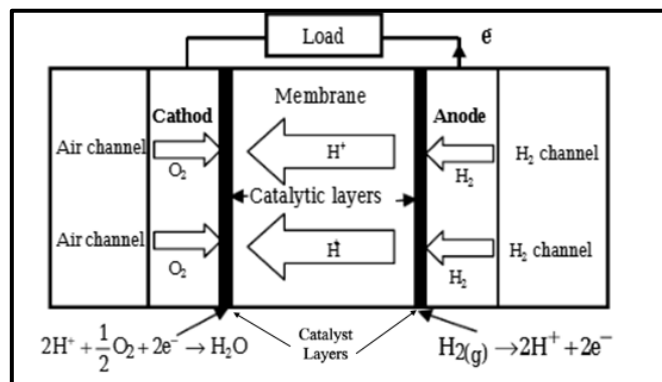 Load
e
Membrane
Cathod
Anode
Air channel
O₂
H⁺
H₂
H₂ channel
Catalytic layers
Air channel
O₂
H⁺
H₂
H₂ channel
2H⁺ + 1/2 O₂ + 2e⁻ → H₂O
Catalyst
Layers
H₂(g) → 2H⁺ + 2e⁻